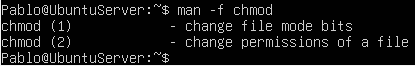 Pablo@UbuntuServer:~$ man -f chmod
chmod (1)            - change file mode bits
chmod (2)            - change permissions of a file
Pablo@UbuntuServer:~$